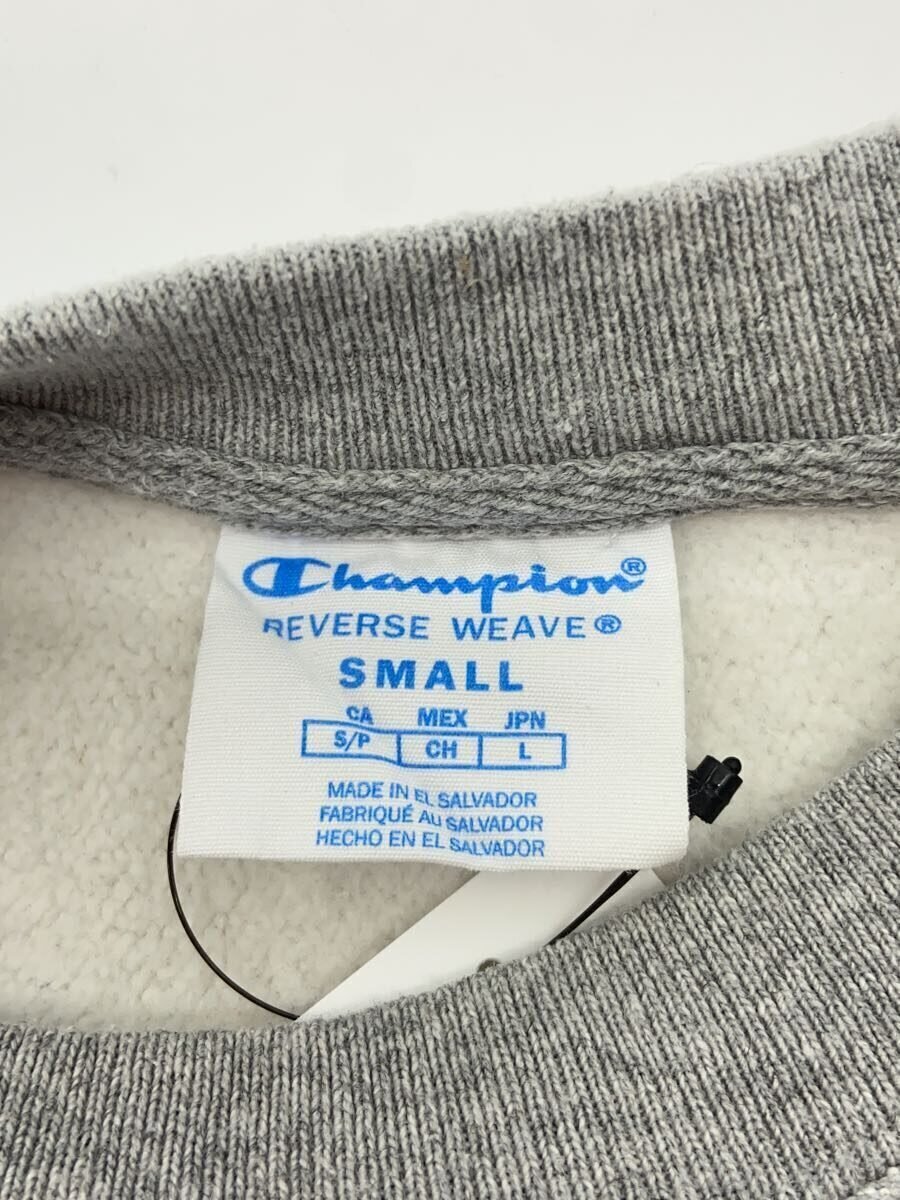 Champion®
REVERSE WEAVE®
SMALL
CA MEX JPN
S/P CH L
MADE IN EL SALVADOR
FABRIQUÉ AU SALVADOR
HECHO EN EL SALVADOR